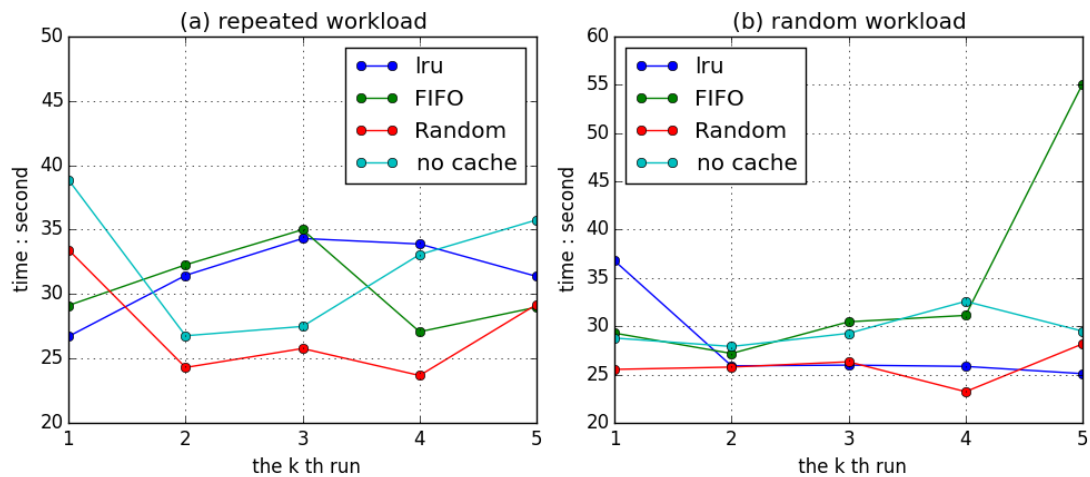 (a) repeated workload
50
45
40
35
30
25
20
time : second
1 2 3 4 5
the k th run
lru
FIFO
Random
no cache
(b) random workload
60
55
50
45
40
35
30
25
20
time : second
1 2 3 4 5
the k th run
lru
FIFO
Random
no cache